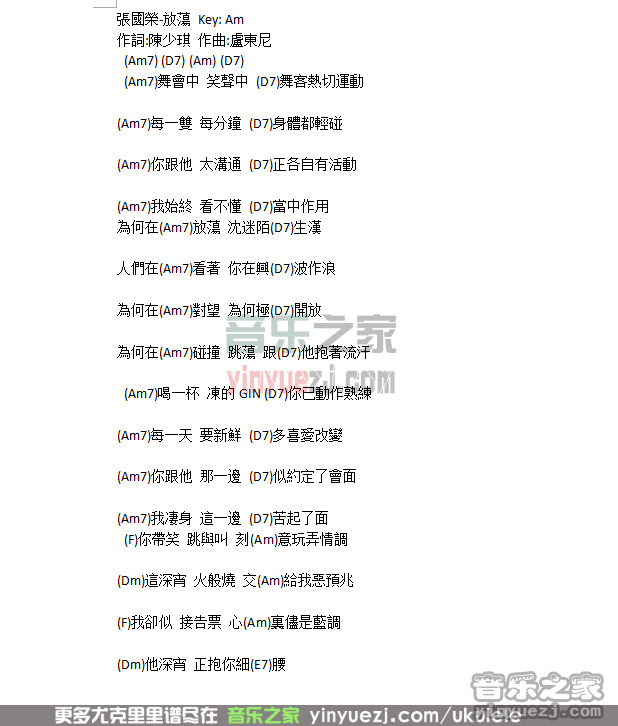 張國榮-放蕩  Key: Am
作詞:陳少琪  作曲:盧東尼
(Am7) (D7) (Am) (D7)
(Am7)舞會中  笑聲中  (D7)舞客熱切運動
(Am7)每一雙  每分鐘  (D7)身體都輕碰
(Am7)你跟他  太溝通  (D7)正各自有活動
(Am7)我始終  看不懂  (D7)當中作用
為何在(Am7)放蕩  沈迷陌(D7)生漢
人們在(Am7)看著  你在興(D7)波作浪
為何在(Am7)對望  為何極(D7)開放
為何在(Am7)碰撞  跳蕩  跟(D7)他抱著流汗
(Am7)喝一杯  凍的 GIN (D7)你已動作熟練
(Am7)每一天  要新鮮  (D7)多喜愛改變
(Am7)你跟他  那一邊  (D7)似約定了會面
(Am7)我凄身  這一邊  (D7)苦起了面
(F)你帶笑  跳與叫  刻(Am)意玩弄情調
(Dm)這深宵  火般燒  交(Am)給我惡預兆
(F)我卻似  接告票  心(Am)裏儘是藍調
(Dm)他深宵  正抱你細(E7)腰
音乐之家
yinyuezj.com
音乐之家
yinyuezj.com
更多尤克里里谱尽在 音乐之家 yinyuezj.com/ukulele